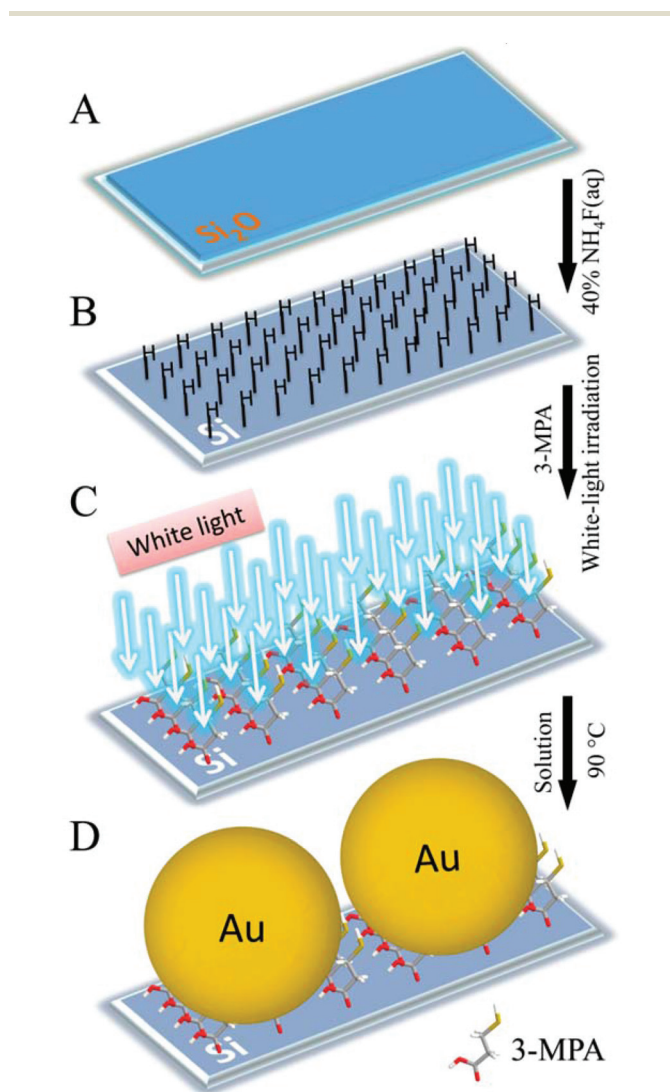 A
Si₂O
40% NH₄F(aq)
B
H H H H H H H H H H
H H H H H H H H H
H H H H H H H H H H
H H H H H H H H H
Si
3-MPA
White-light irradiation
C
White light
Si
Solution
90 °C
D
Au
Au
Si
3-MPA